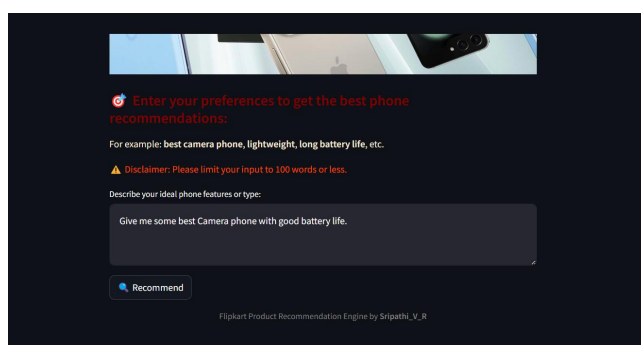 🎯 Enter your preferences to get the best phone
recommendations:
For example: best camera phone, lightweight, long battery life, etc.
⚠️ Disclaimer: Please limit your input to 100 words or less.
Describe your ideal phone features or type:
Give me some best Camera phone with good battery life.
🔍 Recommend
Flipkart Product Recommendation Engine by Sripathi_V_R